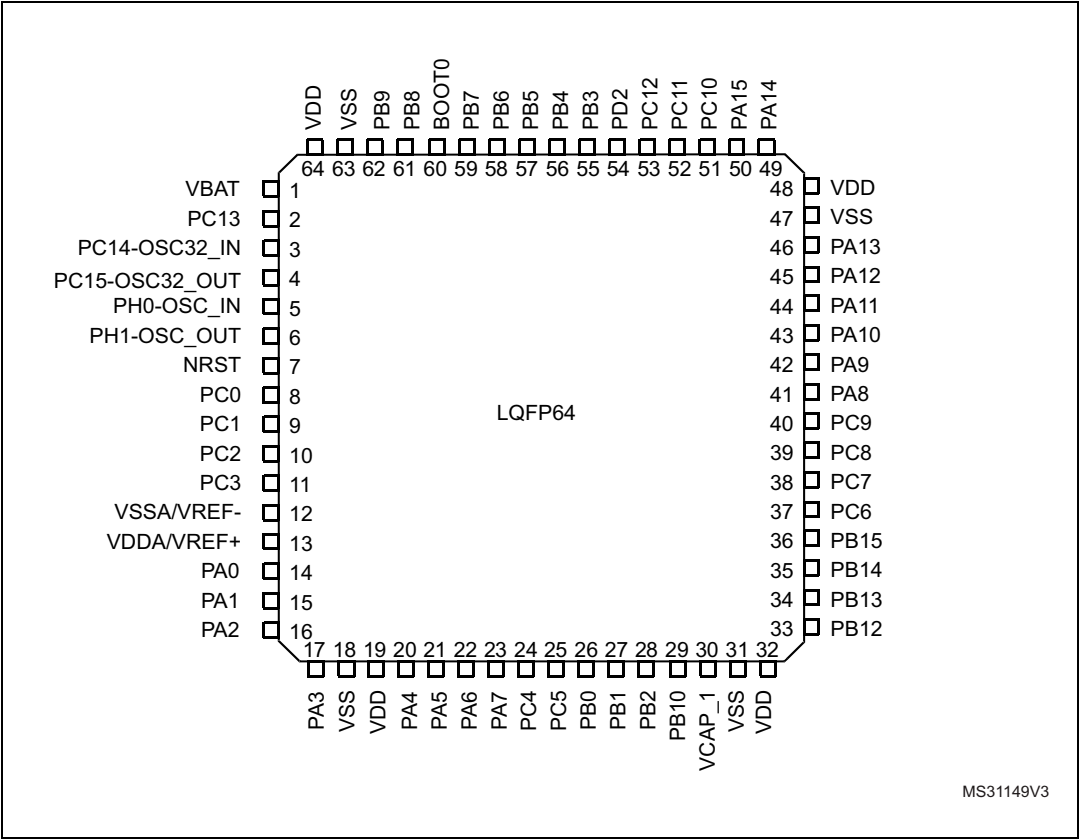 VDD VSS PB9 PB8 BOOT0 PB7 PB6 PB5 PB4 PB3 PD2 PC12 PC11 PC10 PA15 PA14
64 63 62 61 60 59 58 57 56 55 54 53 52 51 50 49
VBAT 1 48 VDD
PC13 2 47 VSS
PC14-OSC32_IN 3 46 PA13
PC15-OSC32_OUT 4 45 PA12
PH0-OSC_IN 5 44 PA11
PH1-OSC_OUT 6 43 PA10
NRST 7 42 PA9
PC0 8 41 PA8
LQFP64
PC1 9 40 PC9
PC2 10 39 PC8
PC3 11 38 PC7
VSSA/VREF- 12 37 PC6
VDDA/VREF+ 13 36 PB15
PA0 14 35 PB14
PA1 15 34 PB13
PA2 16 33 PB12
17 18 19 20 21 22 23 24 25 26 27 28 29 30 31 32
PA3 VSS VDD PA4 PA5 PA6 PA7 PC4 PC5 PB0 PB1 PB2 PB10 VCAP_1 VSS VDD
MS31149V3